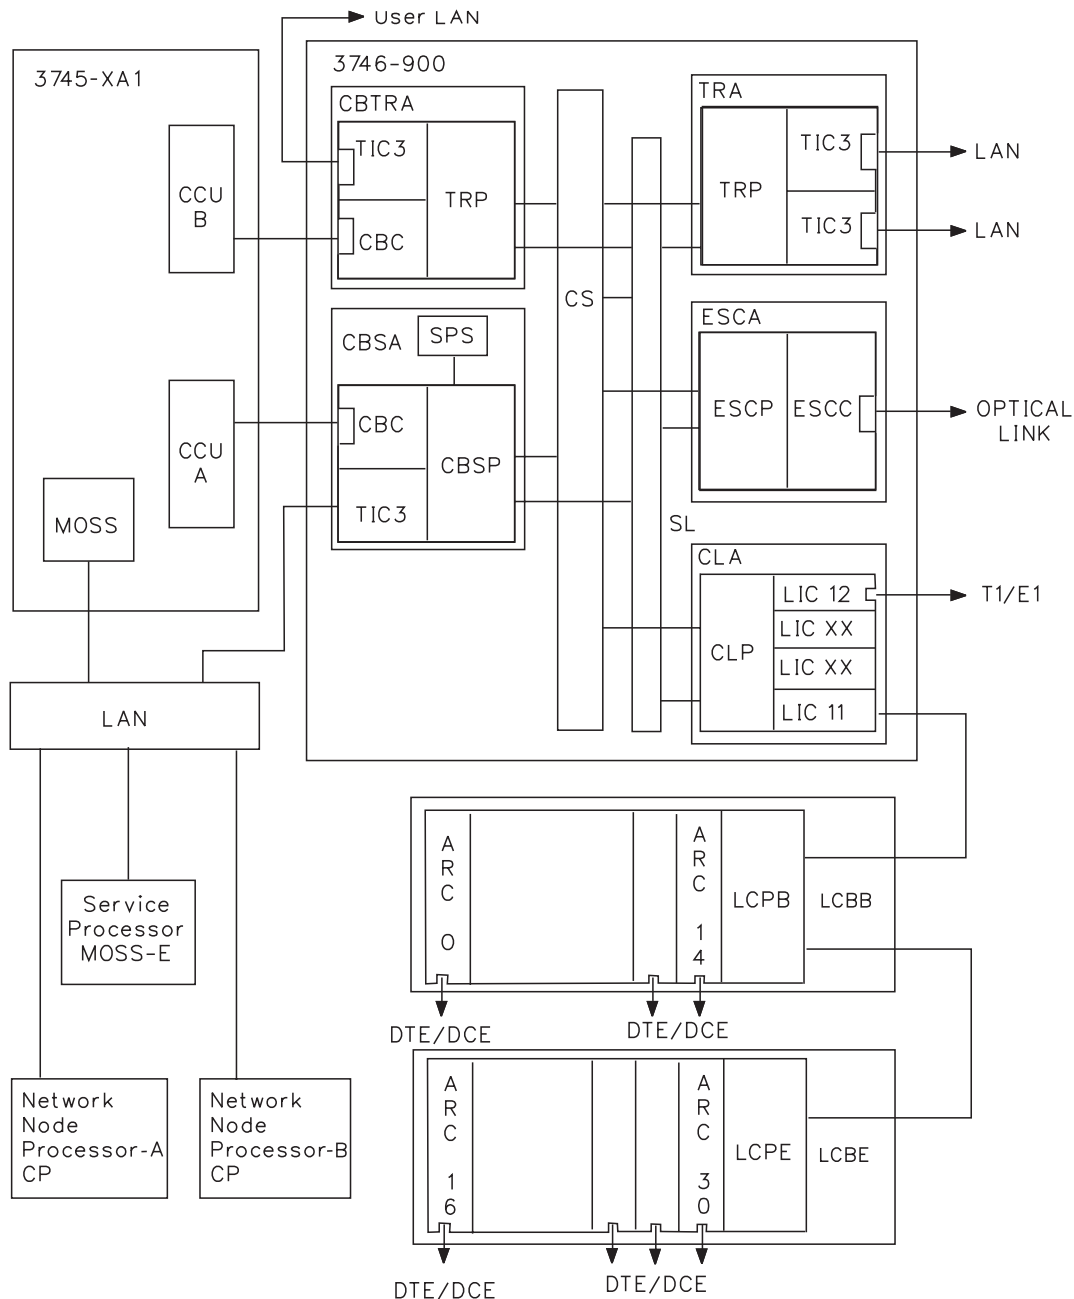 User LAN
3745-XA1
3746-900
CBTRA
TIC3
TRP
CBC
CCU
B
TRA
TRP
TIC3
TIC3
LAN
LAN
CS
CBSA
SPS
CBC
CBSP
TIC3
CCU
A
MOSS
ESCA
ESCP
ESCC
OPTICAL
LINK
SL
CLA
CLP
LIC 12
LIC XX
LIC XX
LIC 11
T1/E1
LAN
Service
Processor
MOSS-E
Network
Node
Processor-A
CP
Network
Node
Processor-B
CP
A
R
C
0
A
R
C
1
4
LCPB
LCBB
DTE/DCE
DTE/DCE
A
R
C
1
6
A
R
C
3
0
LCPE
LCBE
DTE/DCE
DTE/DCE